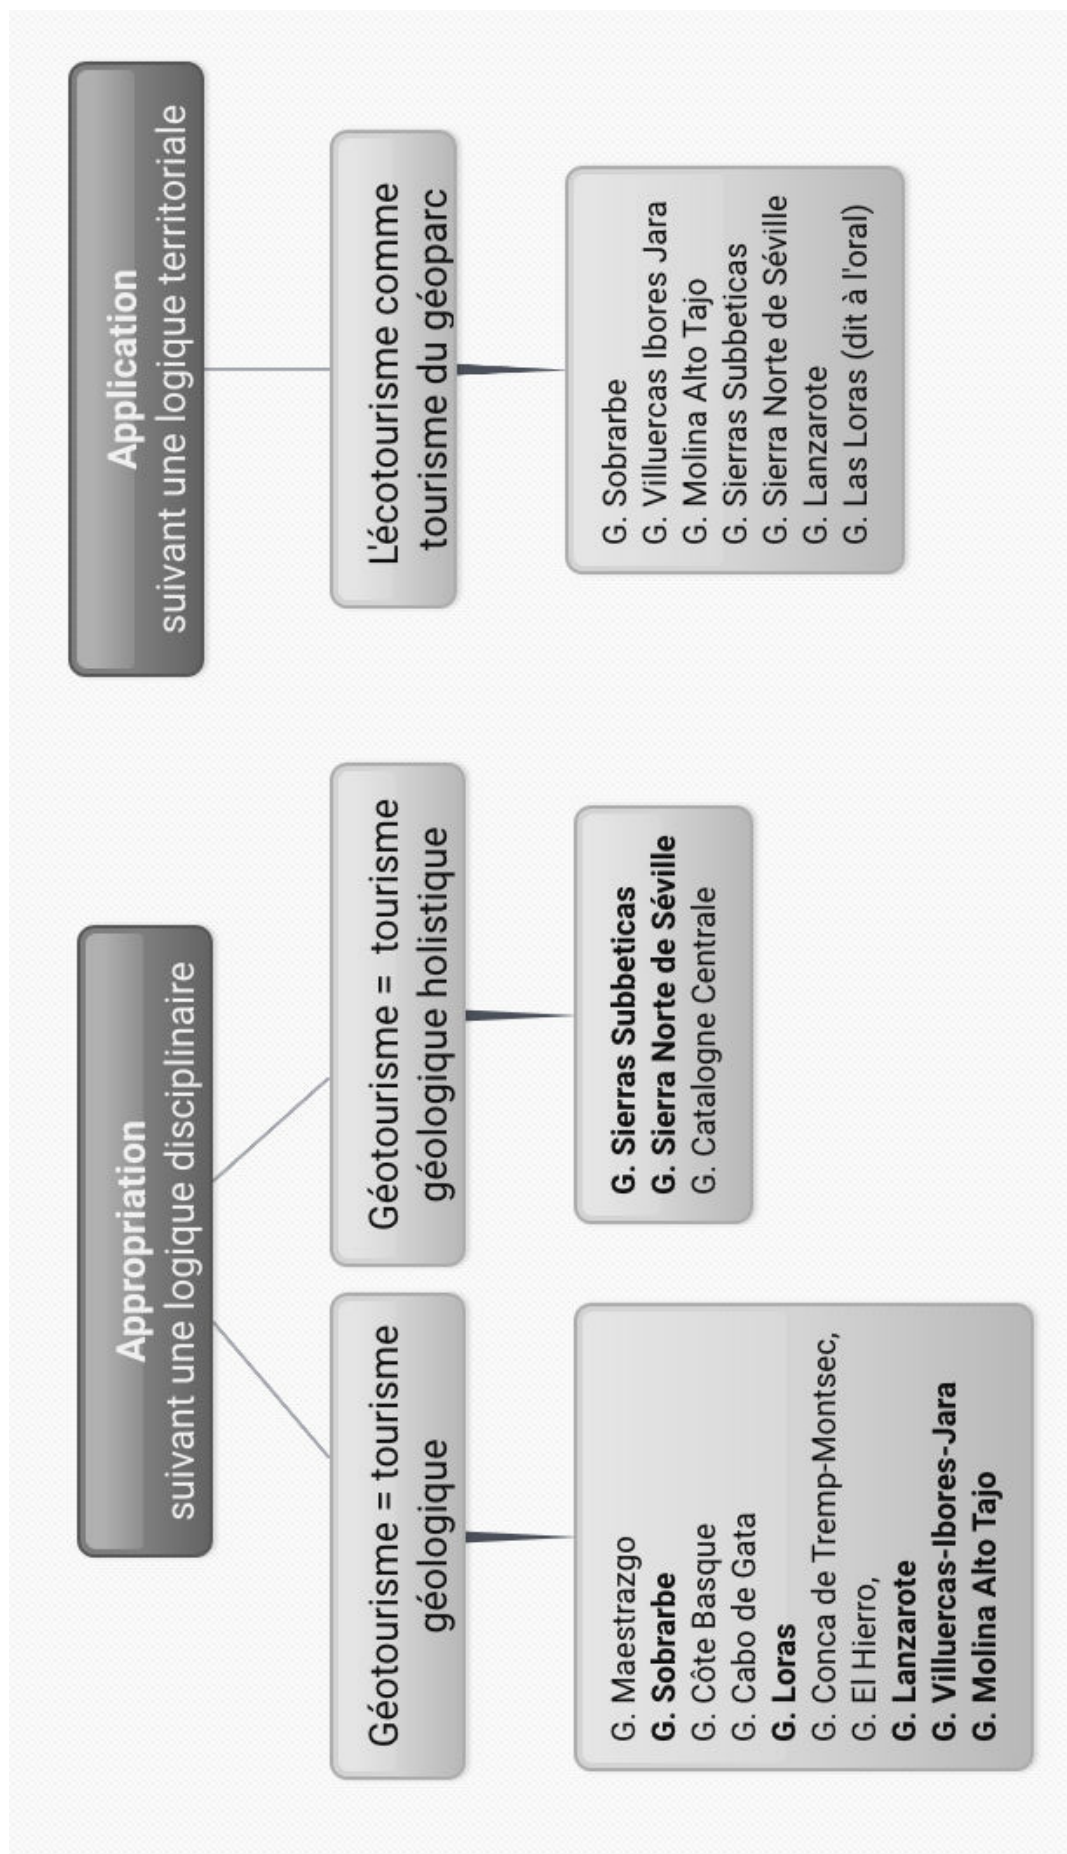 Appropriation
suivant une logique disciplinaire
Géotourisme = tourisme
géologique
G. Maestrazgo
G. Sobrarbe
G. Côte Basque
G. Cabo de Gata
G. Loras
G. Conca de Tremp-Montsec,
G. El Hierro,
G. Lanzarote
G. Villuercas-Ibores-Jara
G. Molina Alto Tajo
Géotourisme = tourisme
géologique holistique
G. Sierras Subbeticas
G. Sierra Norte de Séville
G. Catalogne Centrale
Application
suivant une logique territoriale
L'écotourisme comme
tourisme du géoparc
G. Sobrarbe
G. Villuercas Ibores Jara
G. Molina Alto Tajo
G. Sierras Subbeticas
G. Sierra Norte de Séville
G. Lanzarote
G. Las Loras (dit à l'oral)